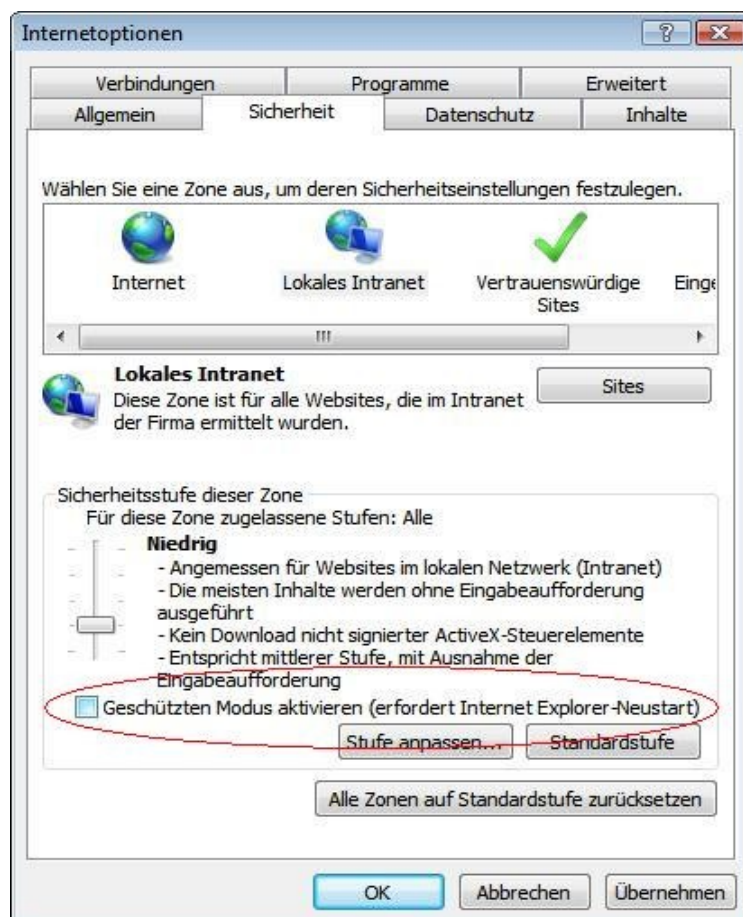 Internetoptionen
Verbindungen Programme Erweitert
Allgemein Sicherheit Datenschutz Inhalte
Wählen Sie eine Zone aus, um deren Sicherheitseinstellungen festzulegen.
Internet Lokales Intranet Vertrauenswürdige Einge
Sites
Lokales Intranet
Diese Zone ist für alle Websites, die im Intranet Sites
der Firma ermittelt wurden.
Sicherheitsstufe dieser Zone
Für diese Zone zugelassene Stufen: Alle
Niedrig
- Angemessen für Websites im lokalen Netzwerk (Intranet)
- Die meisten Inhalte werden ohne Eingabeaufforderung
ausgeführt
- Kein Download nicht signierter ActiveX-Steuerelemente
- Entspricht mittlerer Stufe, mit Ausnahme der
Eingabeaufforderung
Geschützten Modus aktivieren (erfordert Internet Explorer-Neustart)
Stufe anpassen... Standardstufe
Alle Zonen auf Standardstufe zurücksetzen
OK Abbrechen Übernehmen